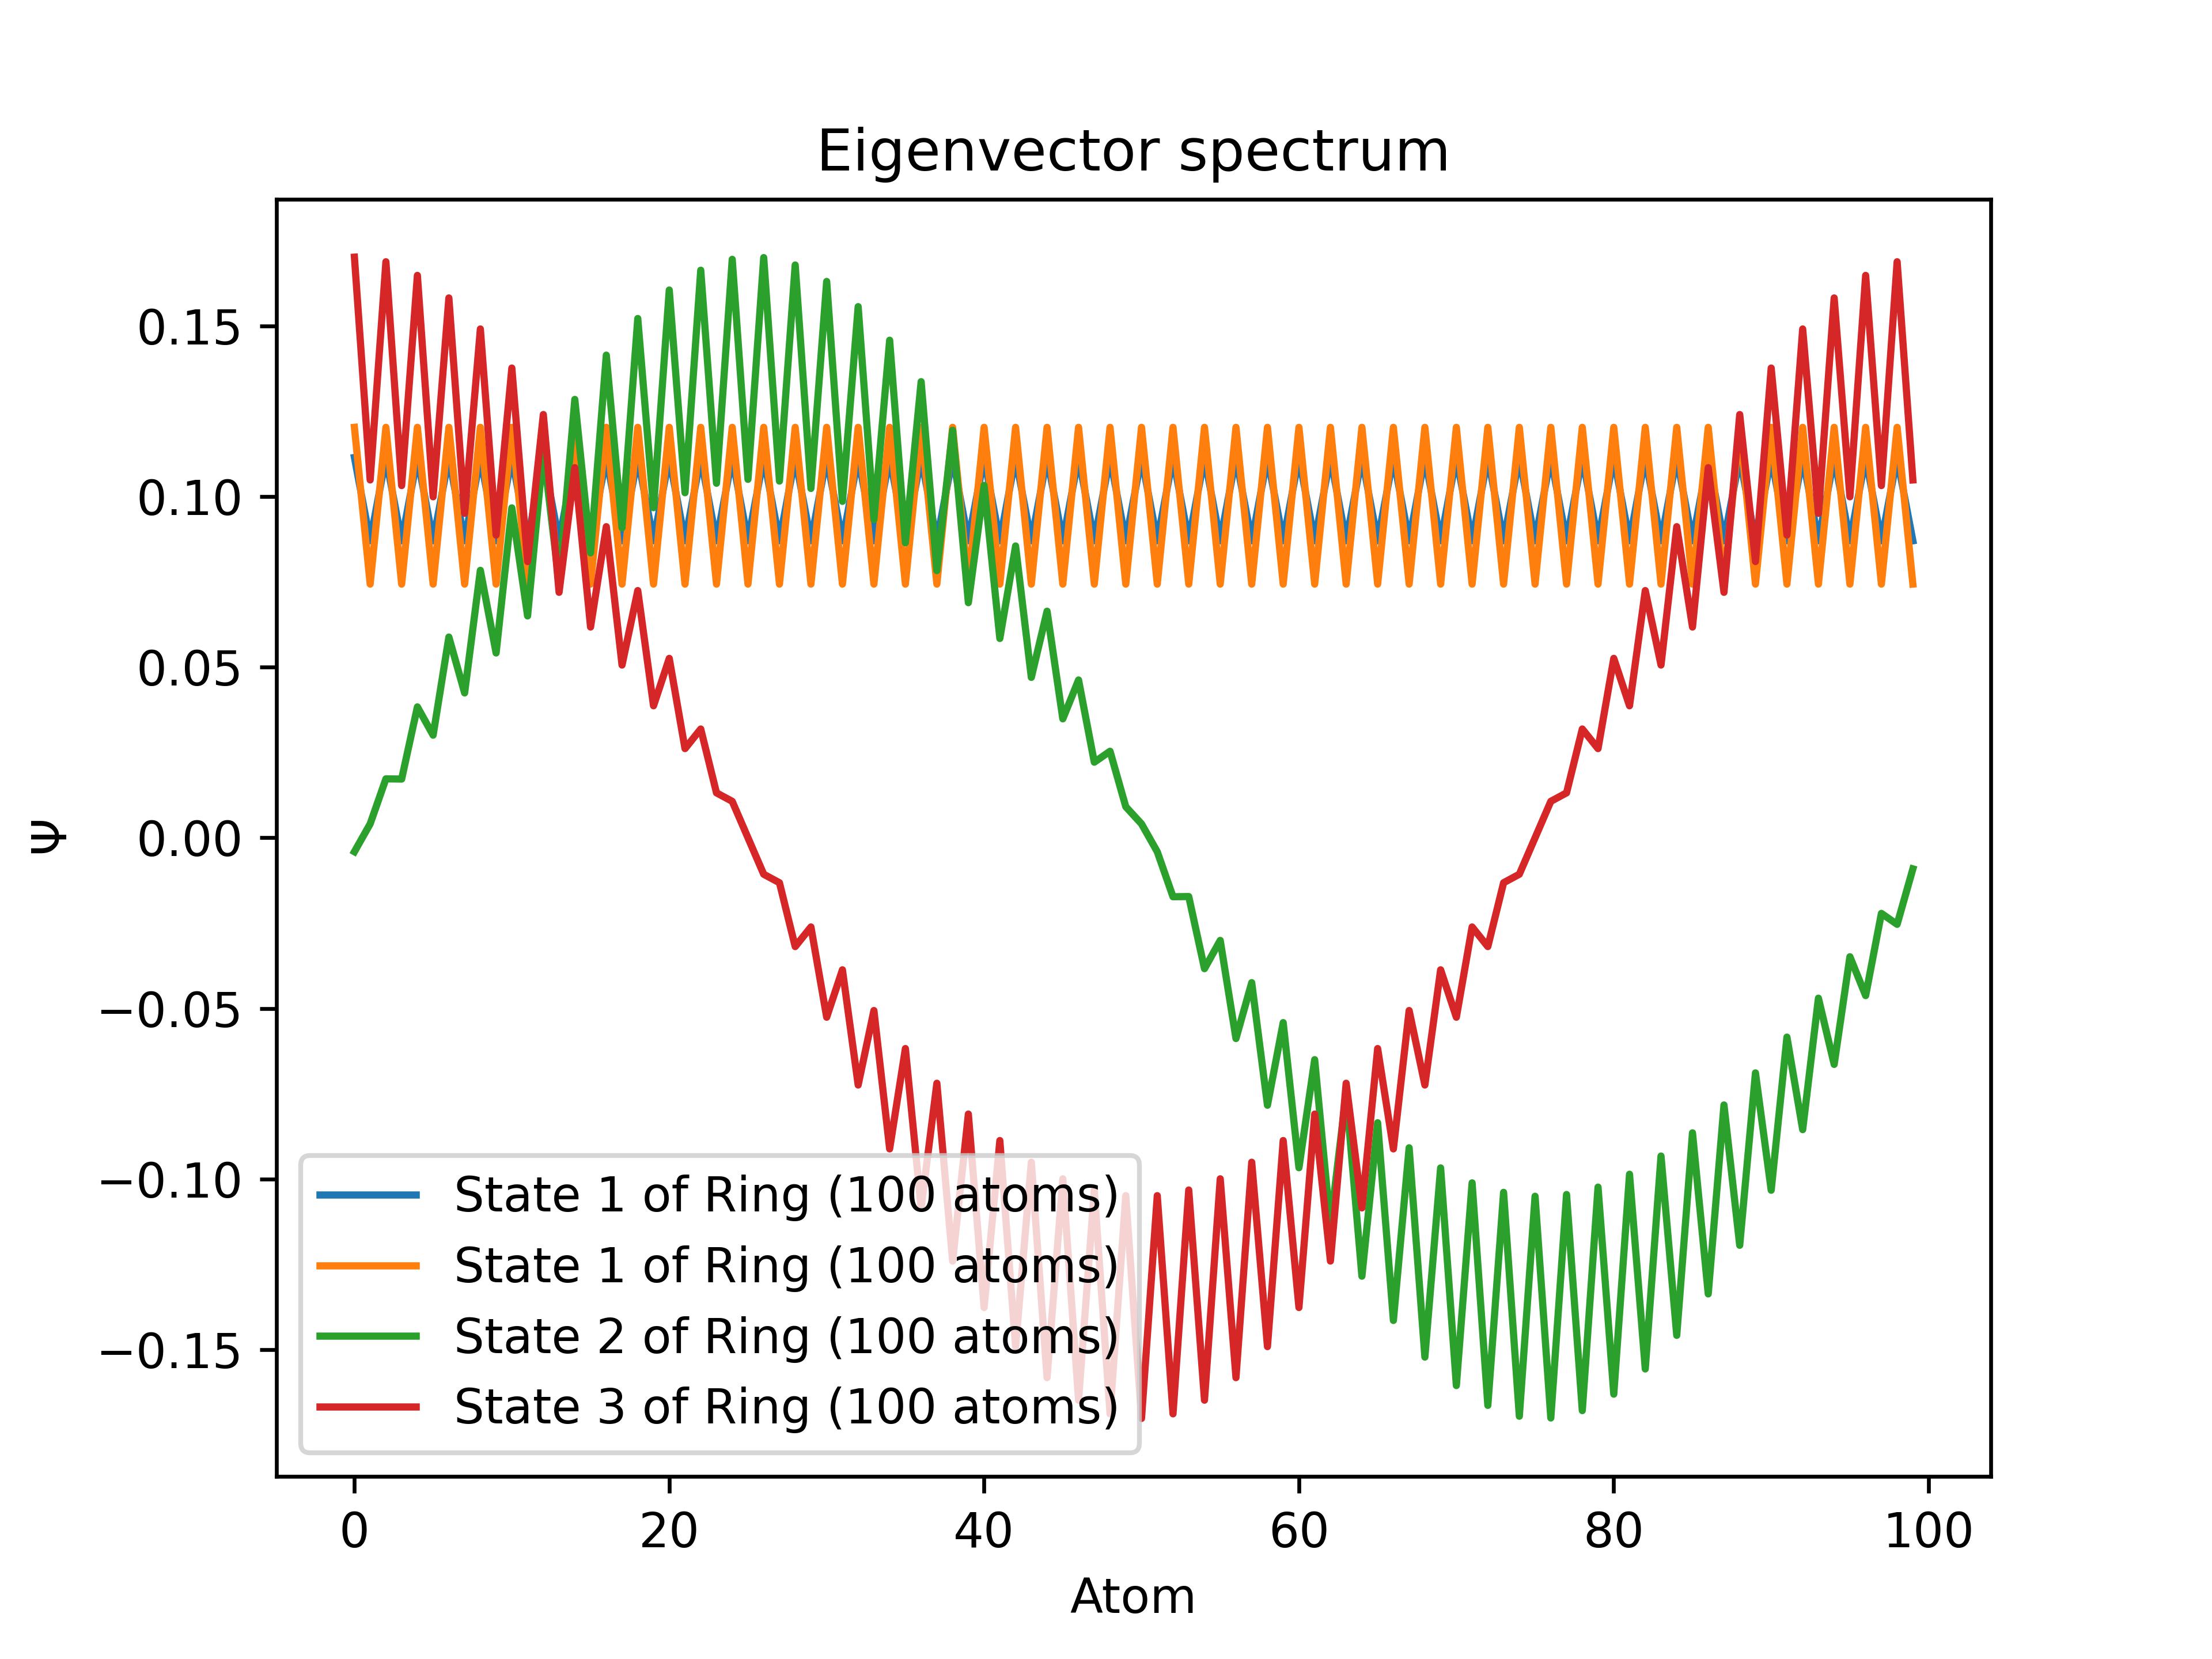 Eigenvector spectrum
Ψ
0.15
0.10
0.05
0.00
−0.05
−0.10
−0.15
State 1 of Ring (100 atoms)
State 1 of Ring (100 atoms)
State 2 of Ring (100 atoms)
State 3 of Ring (100 atoms)
0 20 40 60 80 100
Atom